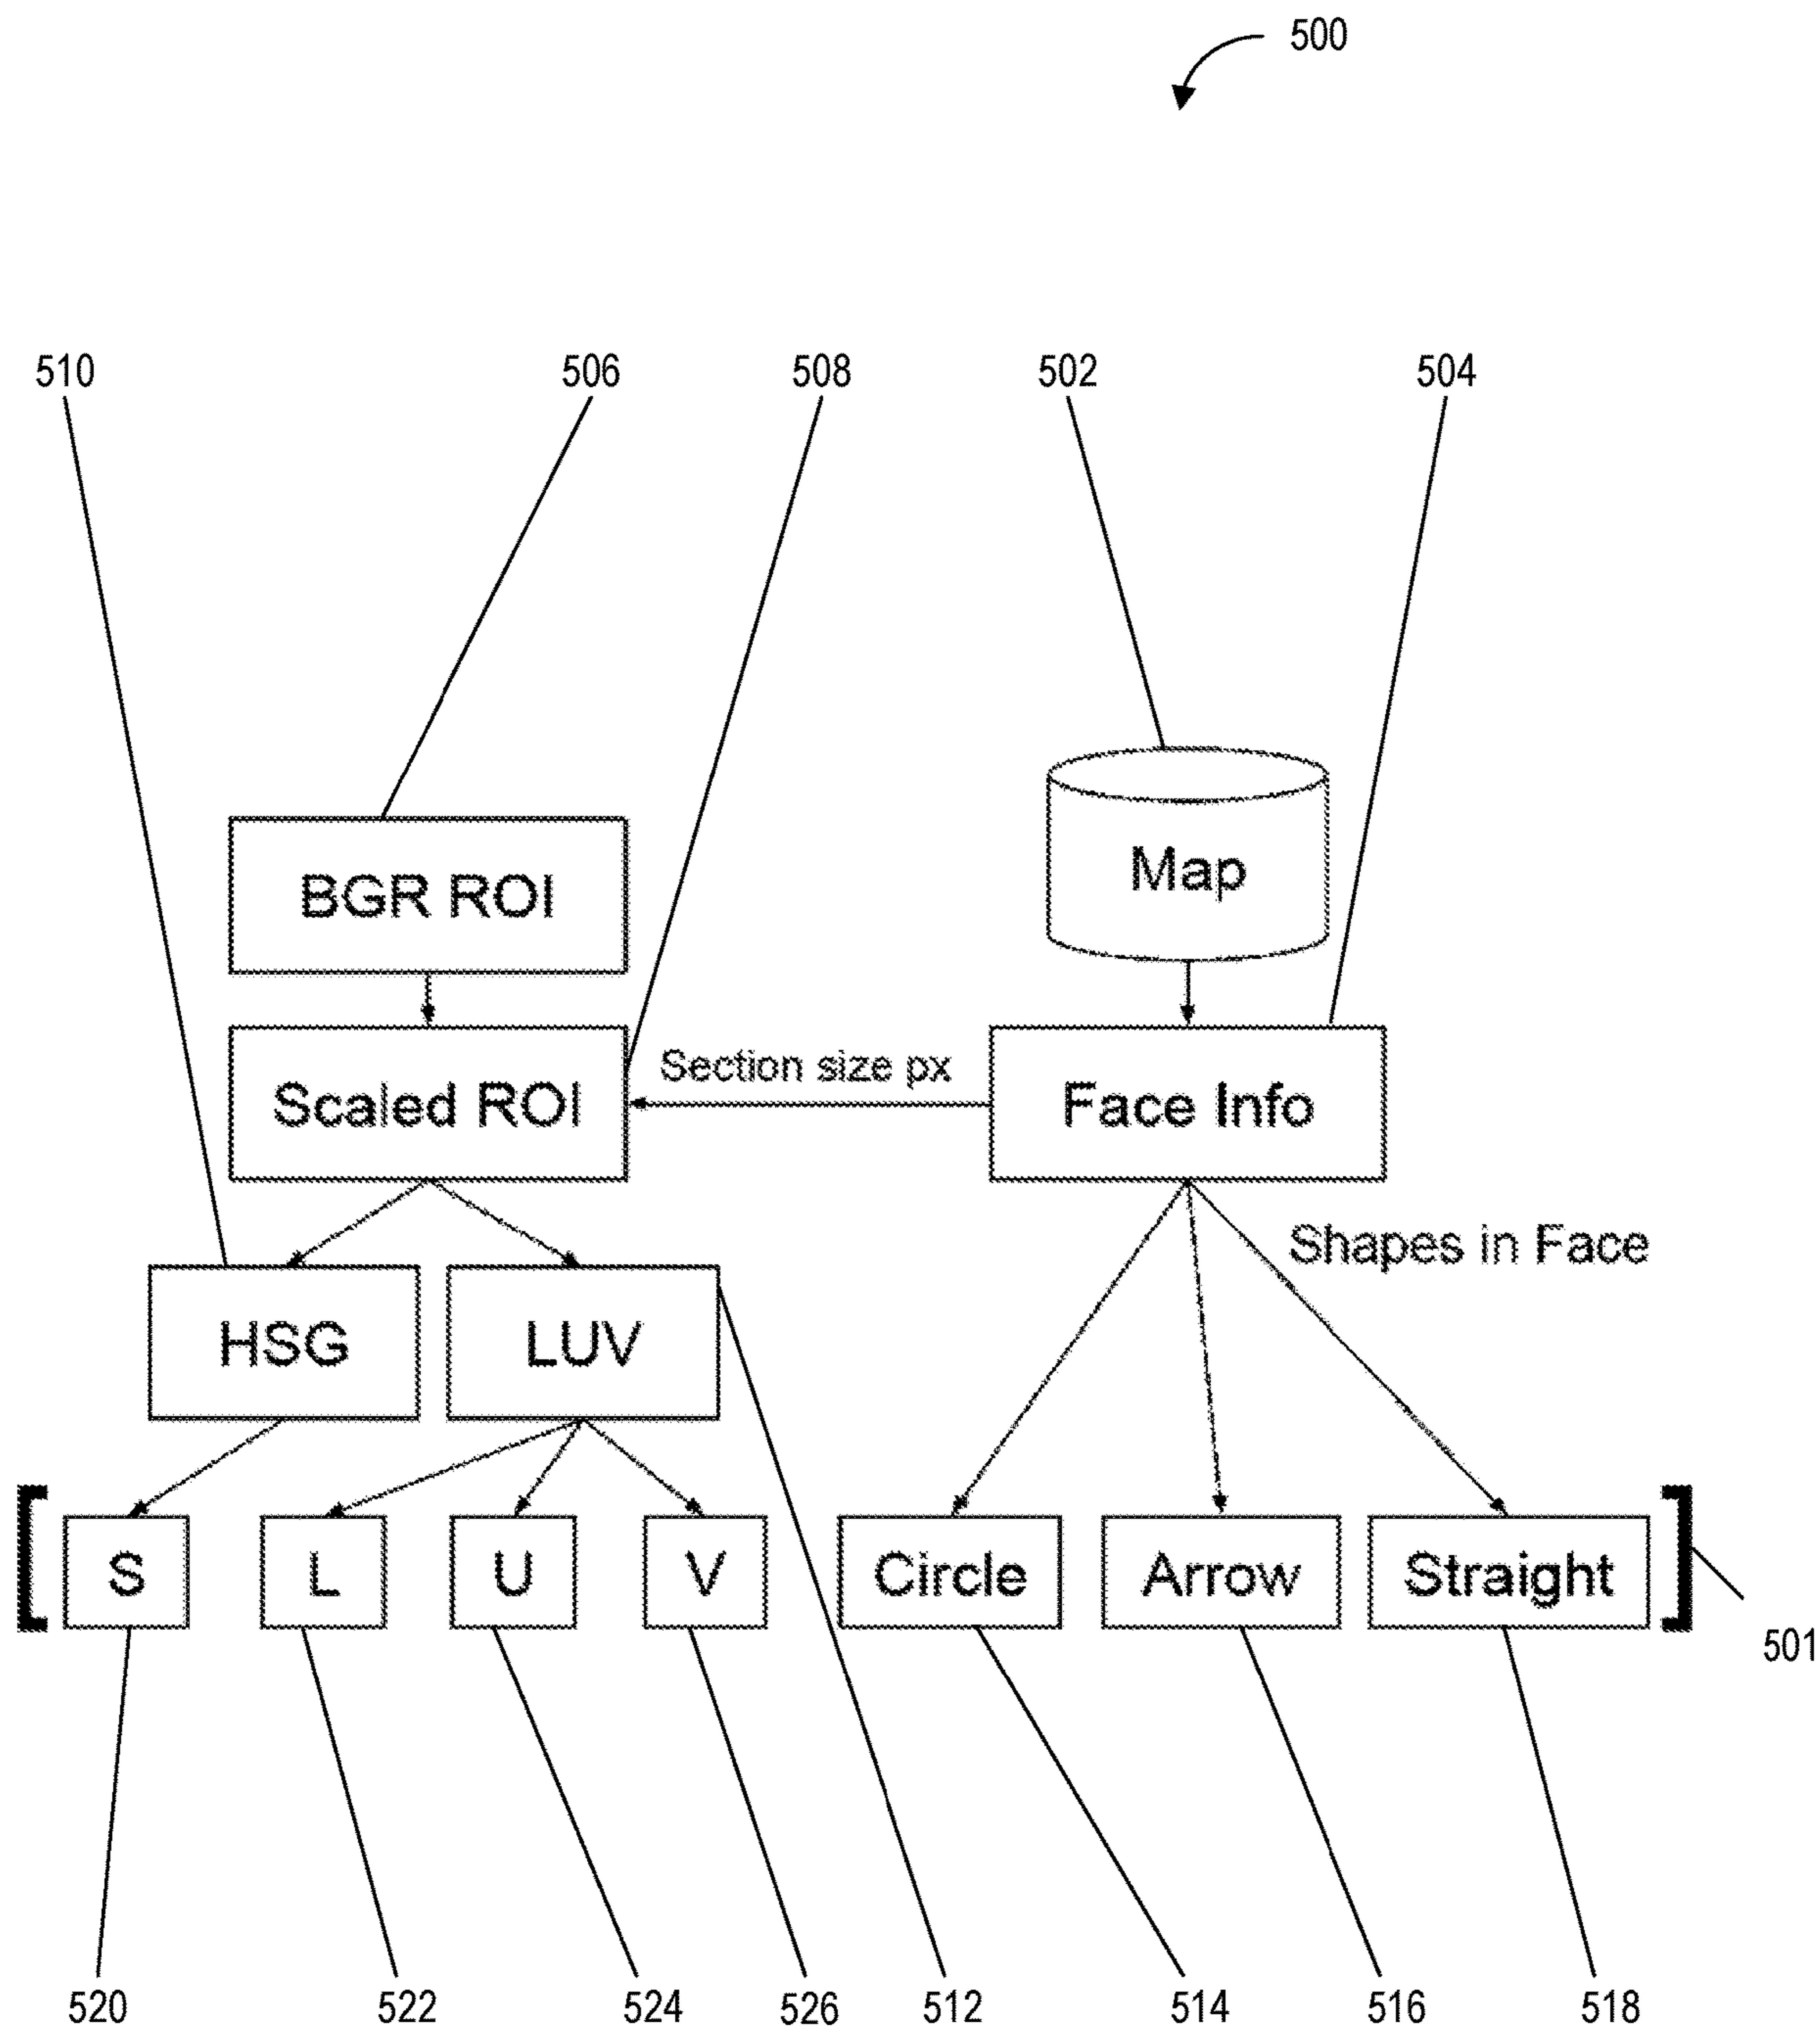 500
510 506 508 502 504
Map
BGR ROI
Section size px
Scaled ROI
Face Info
Shapes in Face
HSG LUV
S L U V Circle Arrow Straight
501
520 522 524 526 512 514 516 518